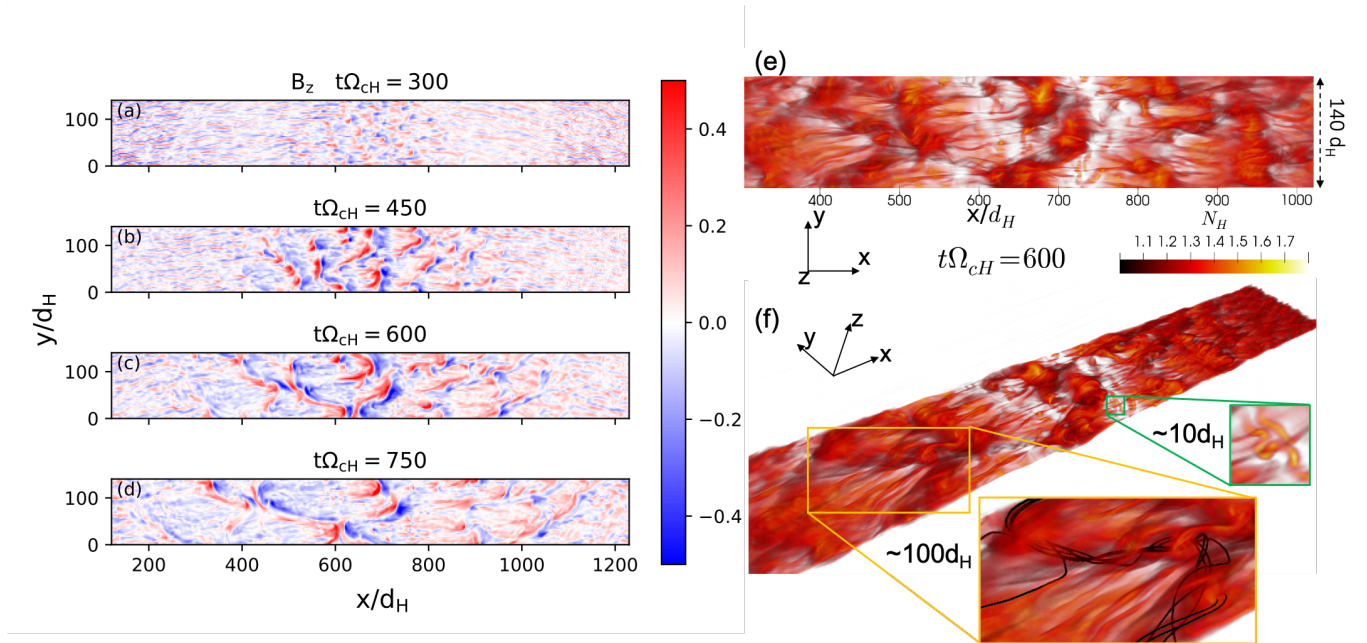 B_z tΩ_cH = 300
(a)
100
0
tΩ_cH = 450
(b)
100
0
tΩ_cH = 600
(c)
100
0
tΩ_cH = 750
(d)
100
0
200 400 600 800 1000 1200
x/d_H
y/d_H
0.4
0.2
0.0
−0.2
−0.4
(e)
140 d_H
400 500 600 700 800 900 1000
x/d_H
N_H
1.1 1.2 1.3 1.4 1.5 1.6 1.7
y
x
z
tΩ_cH = 600
(f)
z
y
x
~10d_H
~100d_H